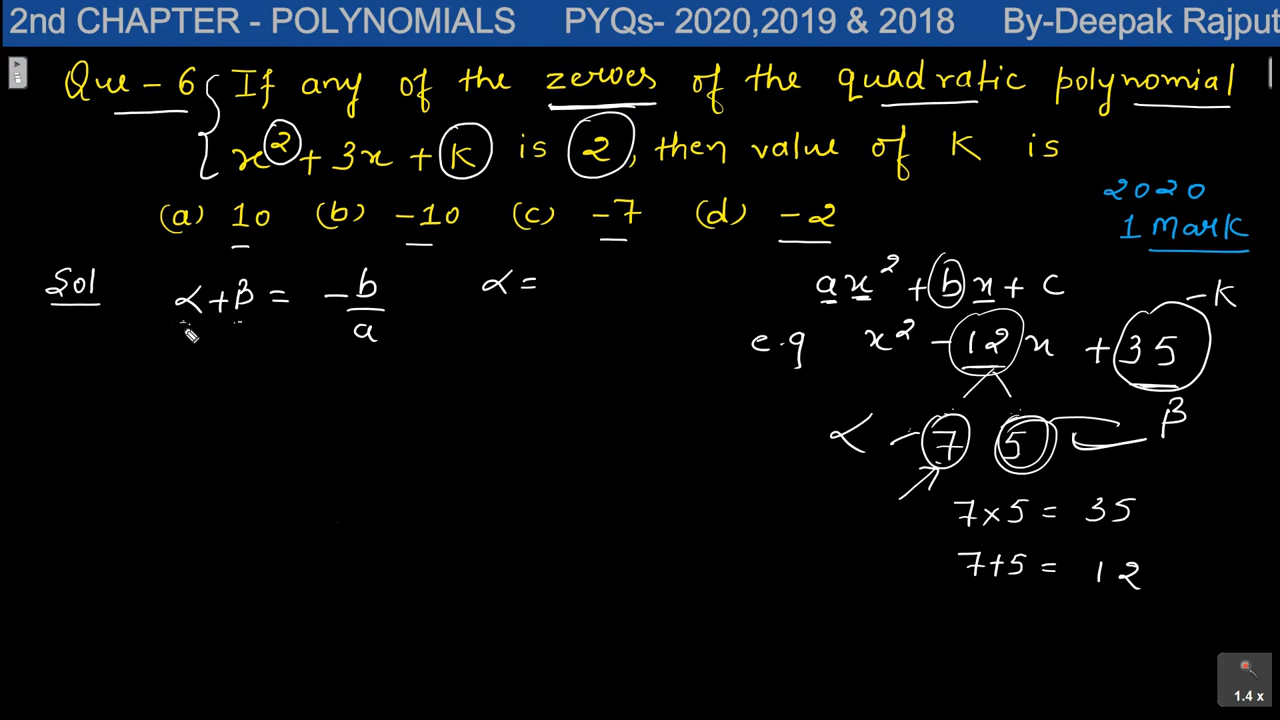 2nd CHAPTER - POLYNOMIALS PYQs- 2020,2019 & 2018 By-Deepak Rajput
Que - 6 If any of the zeroes of the quadratic polynomial
x² + 3x + K is 2, then value of K is
(a) 10 (b) -10 (c) -7 (d) -2
2020
1 Mark
Sol α + β = -b/a α =
ax² + bx + c
- K
e.g x² - 12x + 35
α - 7 5 β
7×5 = 35
7+5 = 12
1.4 x